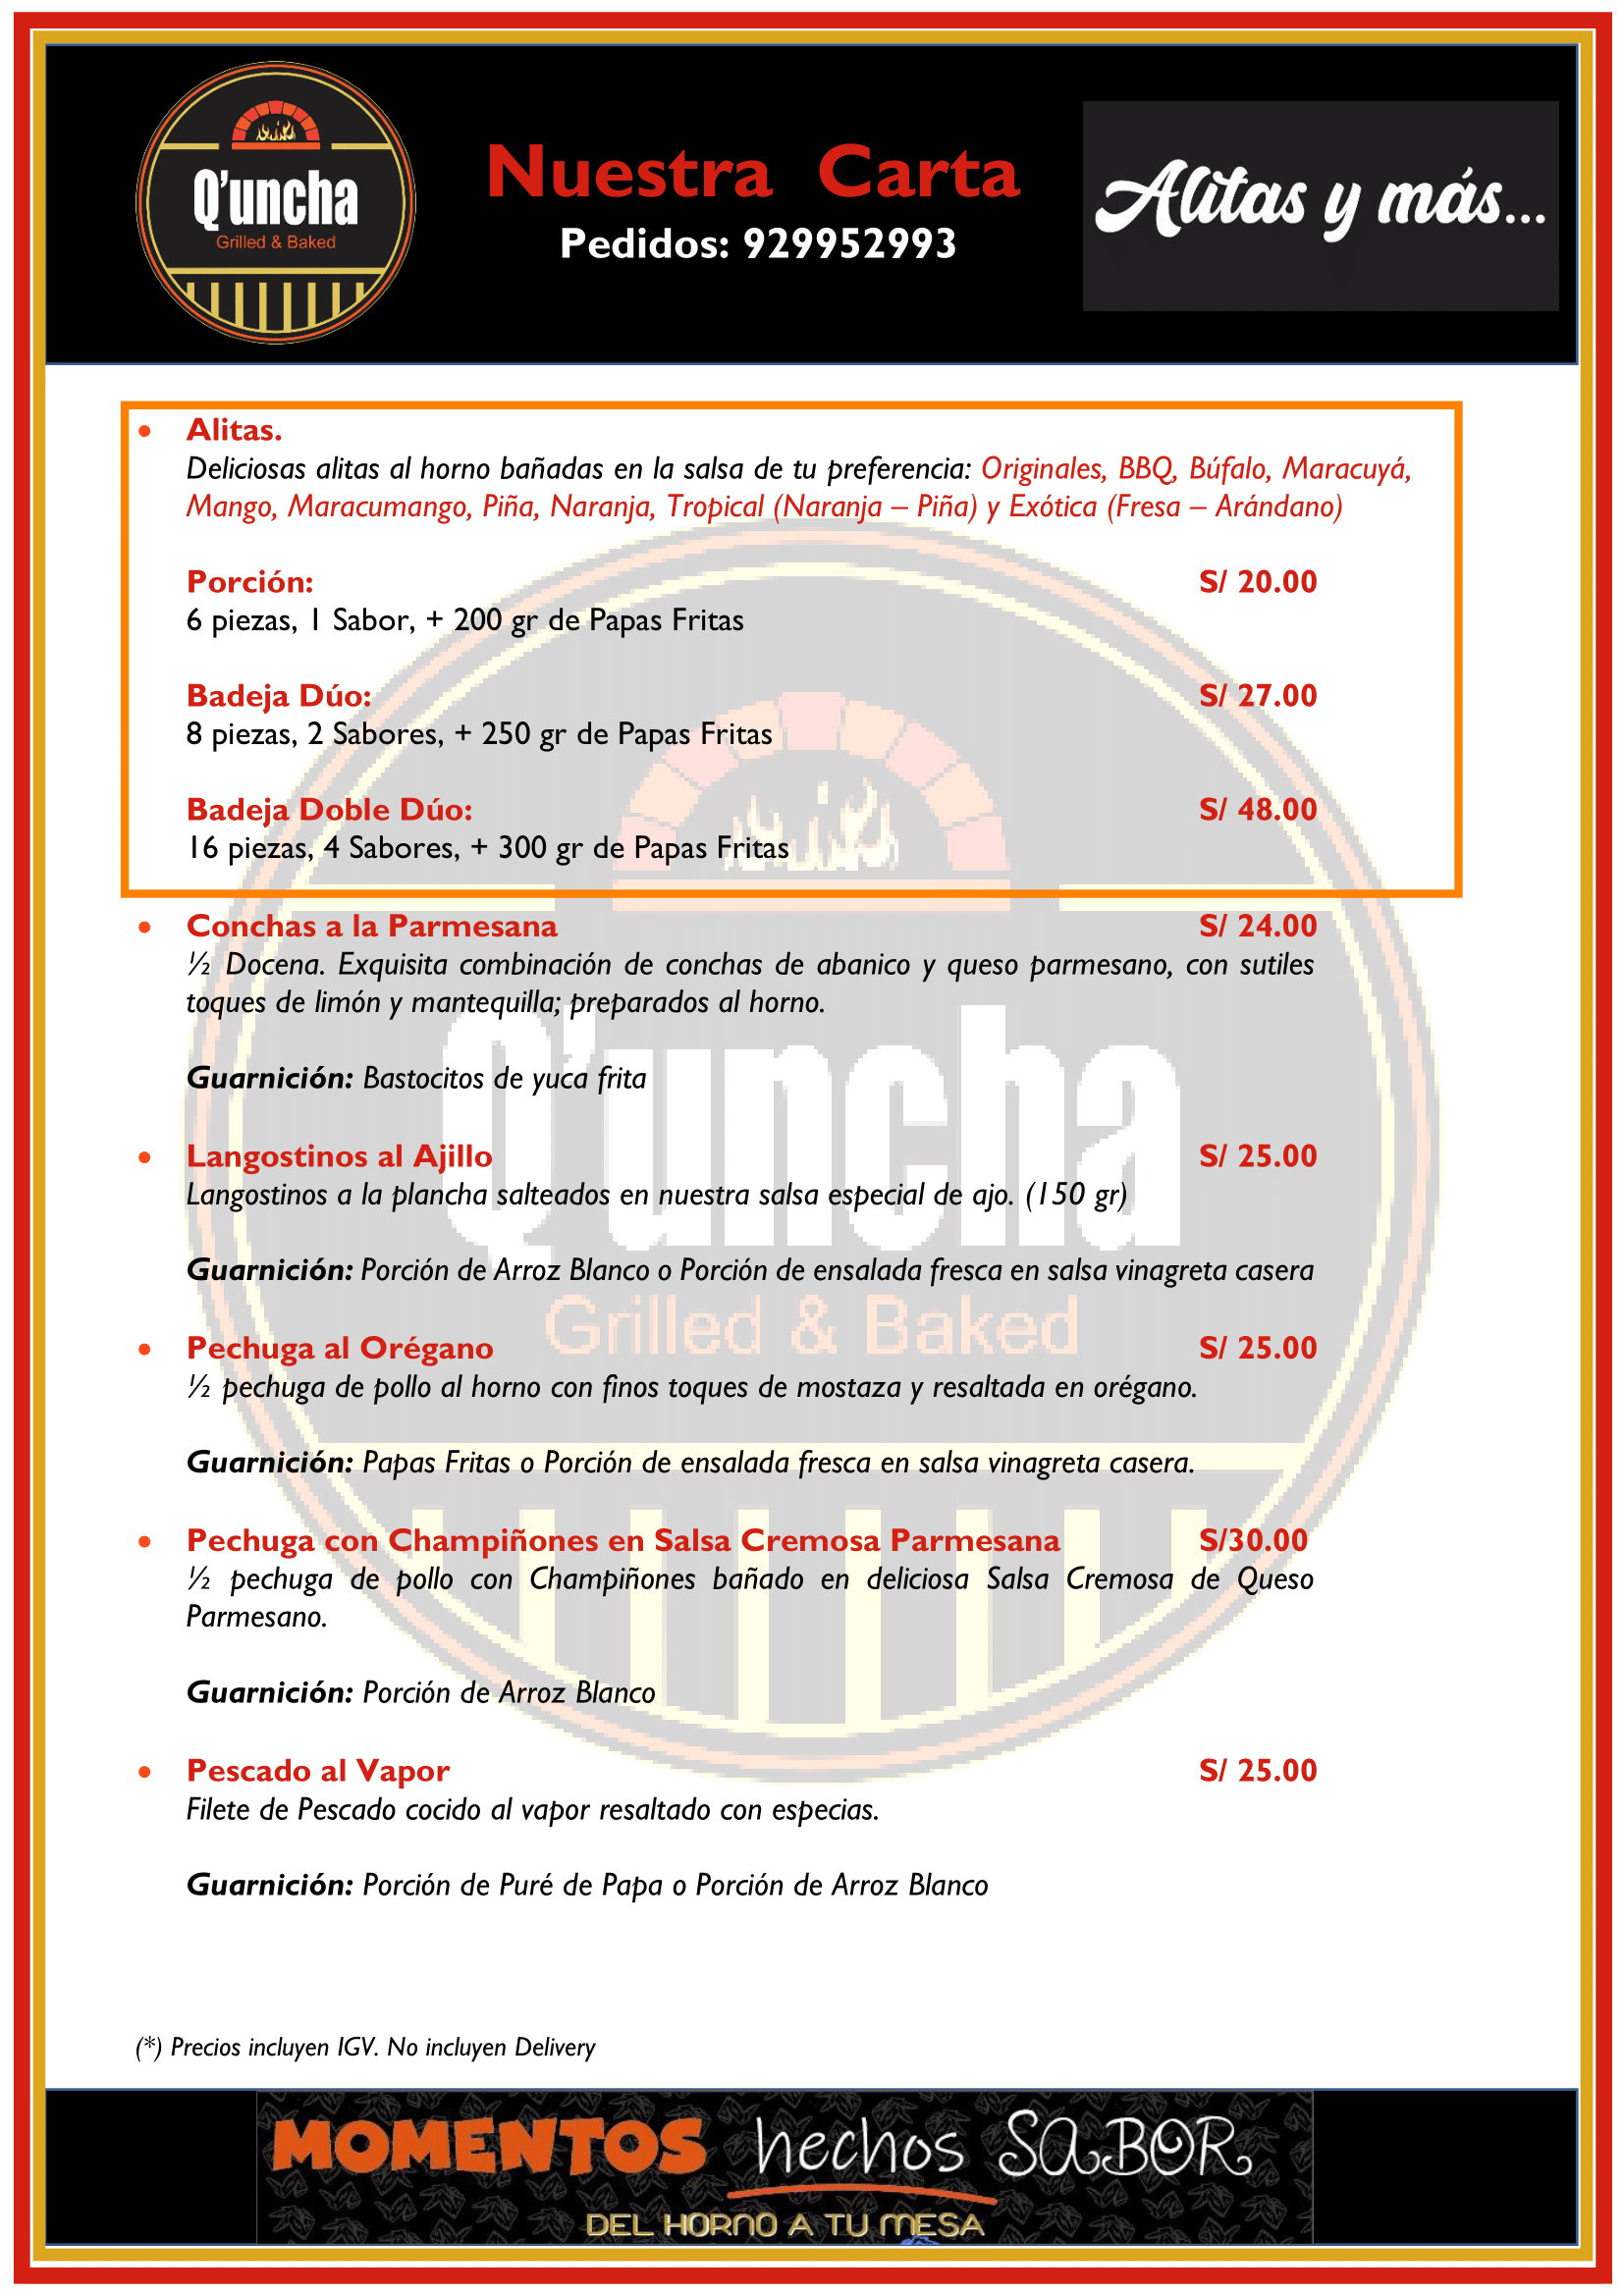 Q'uncha
Grilled & Baked
Nuestra Carta
Pedidos: 929952993
Alitas y más...
• Alitas.
Deliciosas alitas al horno bañadas en la salsa de tu preferencia: Originales, BBQ, Búfalo, Maracuyá,
Mango, Maracumango, Piña, Naranja, Tropical (Naranja – Piña) y Exótica (Fresa – Arándano)
Porción: S/ 20.00
6 piezas, 1 Sabor, + 200 gr de Papas Fritas
Badeja Dúo: S/ 27.00
8 piezas, 2 Sabores, + 250 gr de Papas Fritas
Badeja Doble Dúo: S/ 48.00
16 piezas, 4 Sabores, + 300 gr de Papas Fritas
• Conchas a la Parmesana S/ 24.00
½ Docena. Exquisita combinación de conchas de abanico y queso parmesano, con sutiles
toques de limón y mantequilla; preparados al horno.
Guarnición: Bastocitos de yuca frita
• Langostinos al Ajillo S/ 25.00
Langostinos a la plancha salteados en nuestra salsa especial de ajo. (150 gr)
Guarnición: Porción de Arroz Blanco o Porción de ensalada fresca en salsa vinagreta casera
• Pechuga al Orégano S/ 25.00
½ pechuga de pollo al horno con finos toques de mostaza y resaltada en orégano.
Guarnición: Papas Fritas o Porción de ensalada fresca en salsa vinagreta casera.
• Pechuga con Champiñones en Salsa Cremosa Parmesana S/30.00
½ pechuga de pollo con Champiñones bañado en deliciosa Salsa Cremosa de Queso
Parmesano.
Guarnición: Porción de Arroz Blanco
• Pescado al Vapor S/ 25.00
Filete de Pescado cocido al vapor resaltado con especias.
Guarnición: Porción de Puré de Papa o Porción de Arroz Blanco
Q'uncha
Grilled & Baked
(*) Precios incluyen IGV. No incluyen Delivery
MOMENTOS hechos SABOR
DEL HORNO A TU MESA